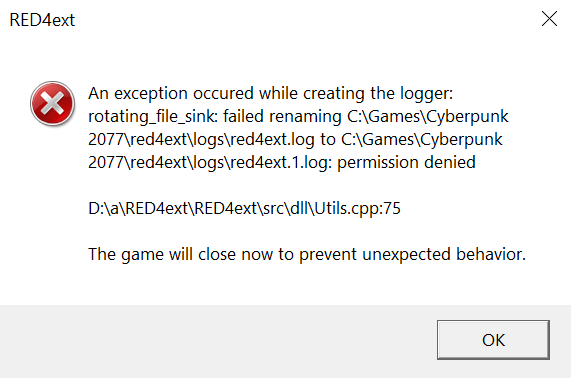 RED4ext
An exception occured while creating the logger:
rotating_file_sink: failed renaming C:\Games\Cyberpunk
2077\red4ext\logs\red4ext.log to C:\Games\Cyberpunk
2077\red4ext\logs\red4ext.1.log: permission denied
D:\a\RED4ext\RED4ext\src\dll\Utils.cpp:75
The game will close now to prevent unexpected behavior.
OK